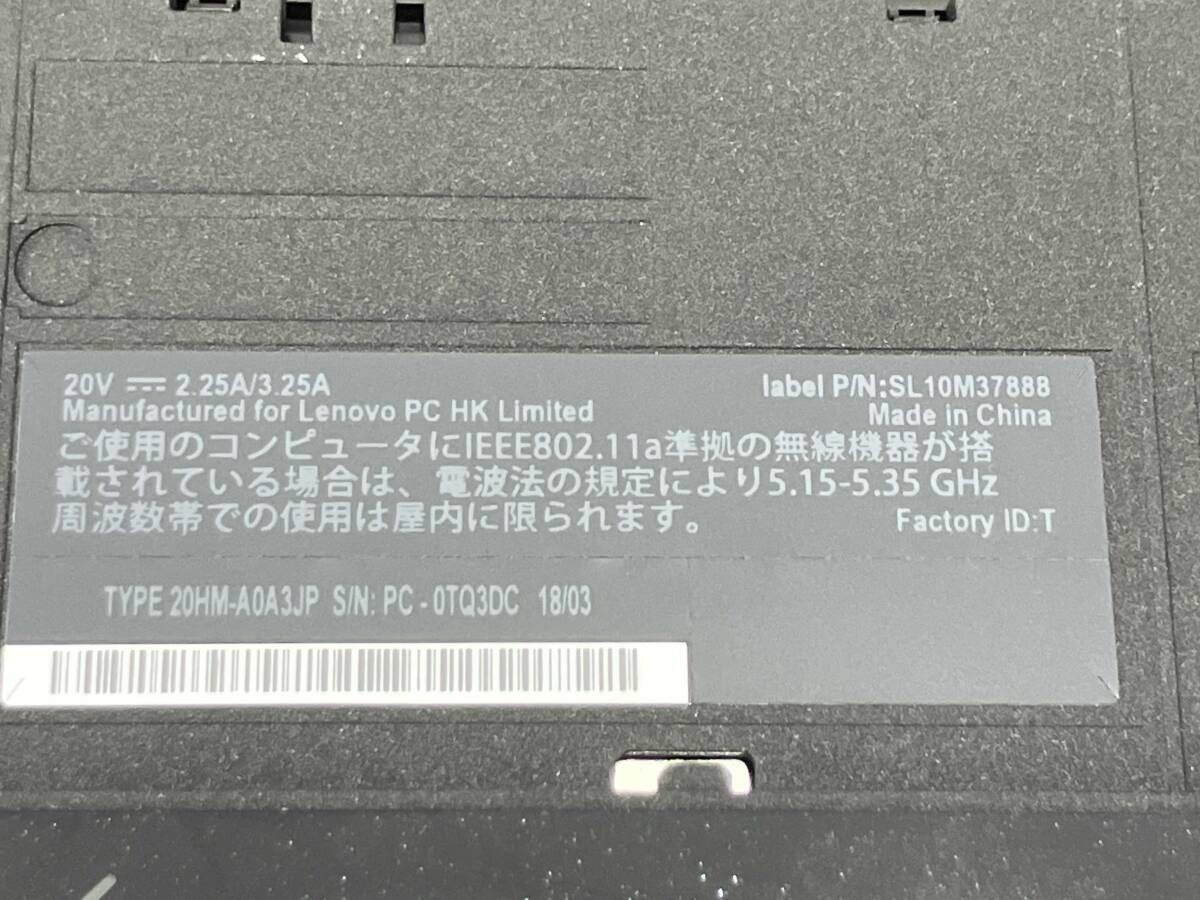 20V ⎓ 2.25A/3.25A label P/N:SL10M37888
Manufactured for Lenovo PC HK Limited Made in China
ご使用のコンピュータにIEEE802.11a準拠の無線機器が搭
載されている場合は、電波法の規定により5.15-5.35 GHz
周波数帯での使用は屋内に限られます。 Factory ID:T
TYPE 20HM-A0A3JP S/N: PC - 0TQ3DC 18/03